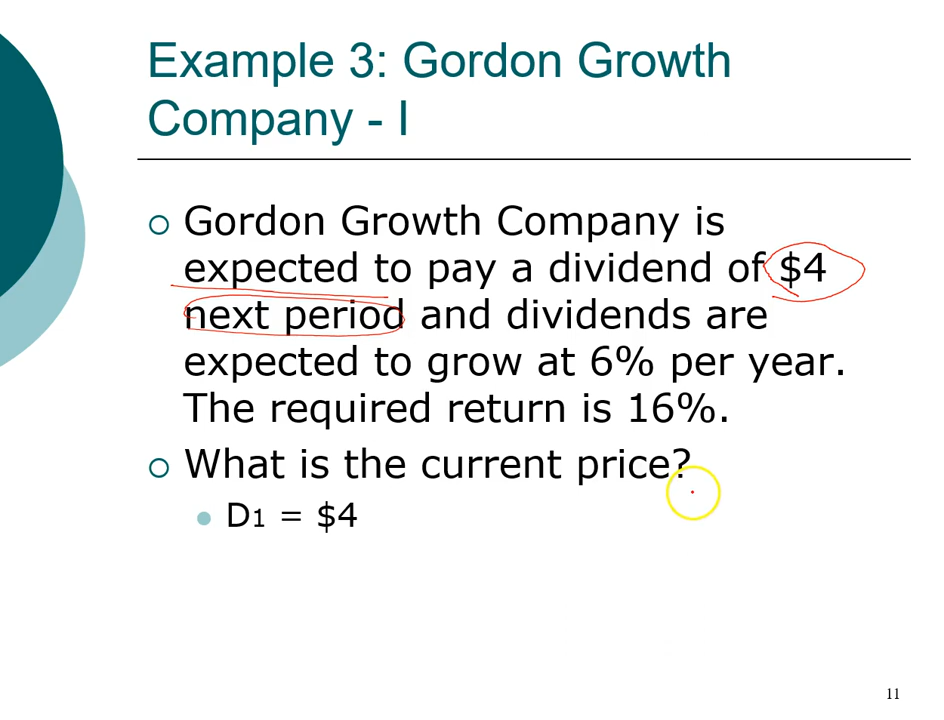 Example 3: Gordon Growth
Company - I
Gordon Growth Company is
expected to pay a dividend of $4
next period and dividends are
expected to grow at 6% per year.
The required return is 16%.
What is the current price?
D1 = $4
11